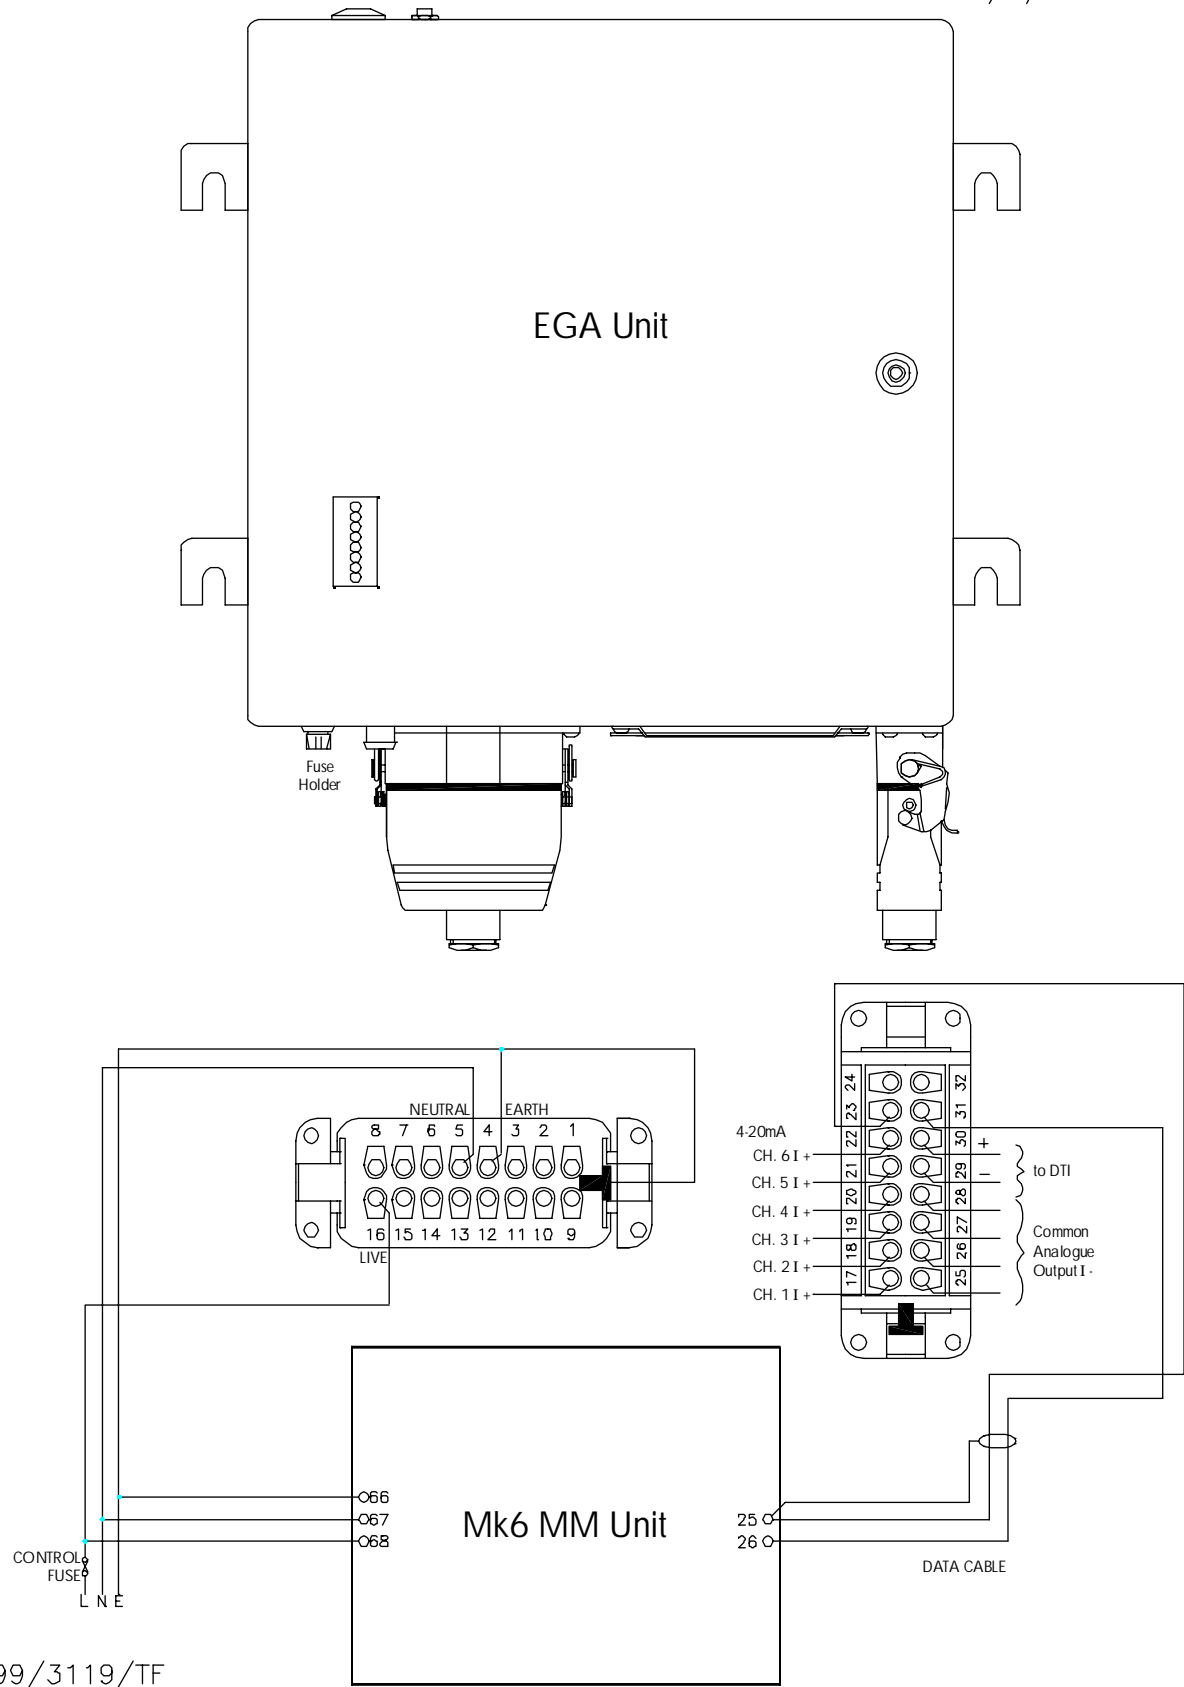 EGA Unit
Fuse
Holder
NEUTRAL EARTH
8 7 6 5 4 3 2 1
16 15 14 13 12 11 10 9
LIVE
24 32
23 31
22 30
21 29
20 28
19 27
18 26
17 25
4-20mA
CH. 6 I +
CH. 5 I +
CH. 4 I +
CH. 3 I +
CH. 2 I +
CH. 1 I +
+
−
to DTI
Common
Analogue
Output I -
66
67
68
Mk6 MM Unit
25
26
DATA CABLE
CONTROL
FUSE
L N E
99/3119/TF